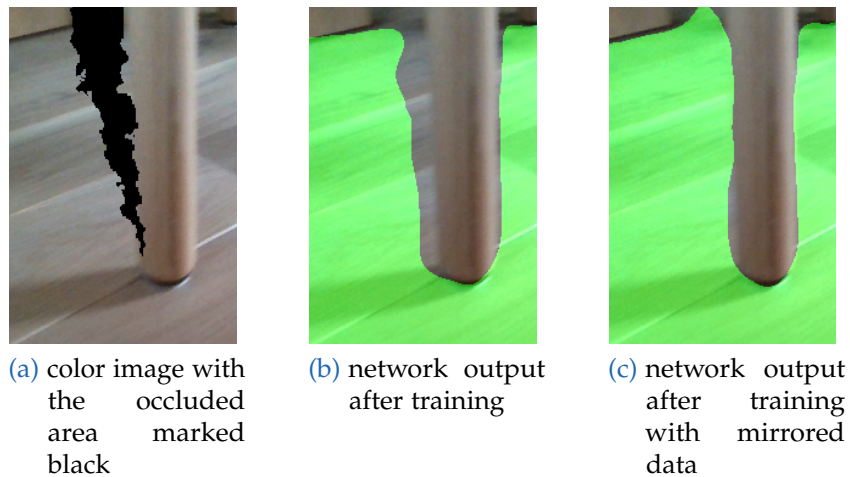 (a) color image with
the occluded
area marked
black
(b) network output
after training
(c) network output
after training
with mirrored
data